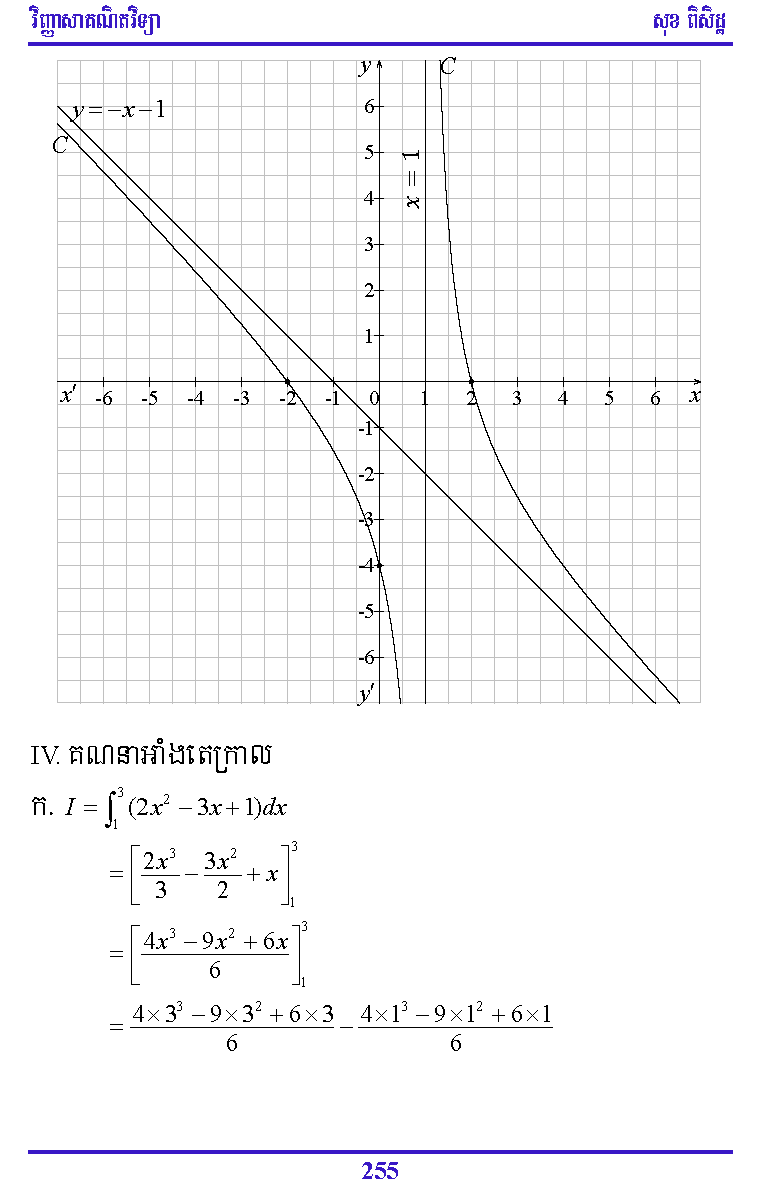 វិញ្ញាសាគណិតវិទ្យា សុខ ពិសិដ្ឋ
y C
y = −x − 1
6
C
5
x = 1
4
3
2
1
x′ -6 -5 -4 -3 -2 -1 0 1 2 3 4 5 6 x
-1
-2
-3
-4
-5
-6
y′
IV. គណនាអាំងតេក្រាល
ក. I = ∫₁³ (2x² − 3x + 1)dx
= [2x³/3 − 3x²/2 + x]₁³
= [(4x³ − 9x² + 6x)/6]₁³
= (4×3³ − 9×3² + 6×3)/6 − (4×1³ − 9×1² + 6×1)/6
255